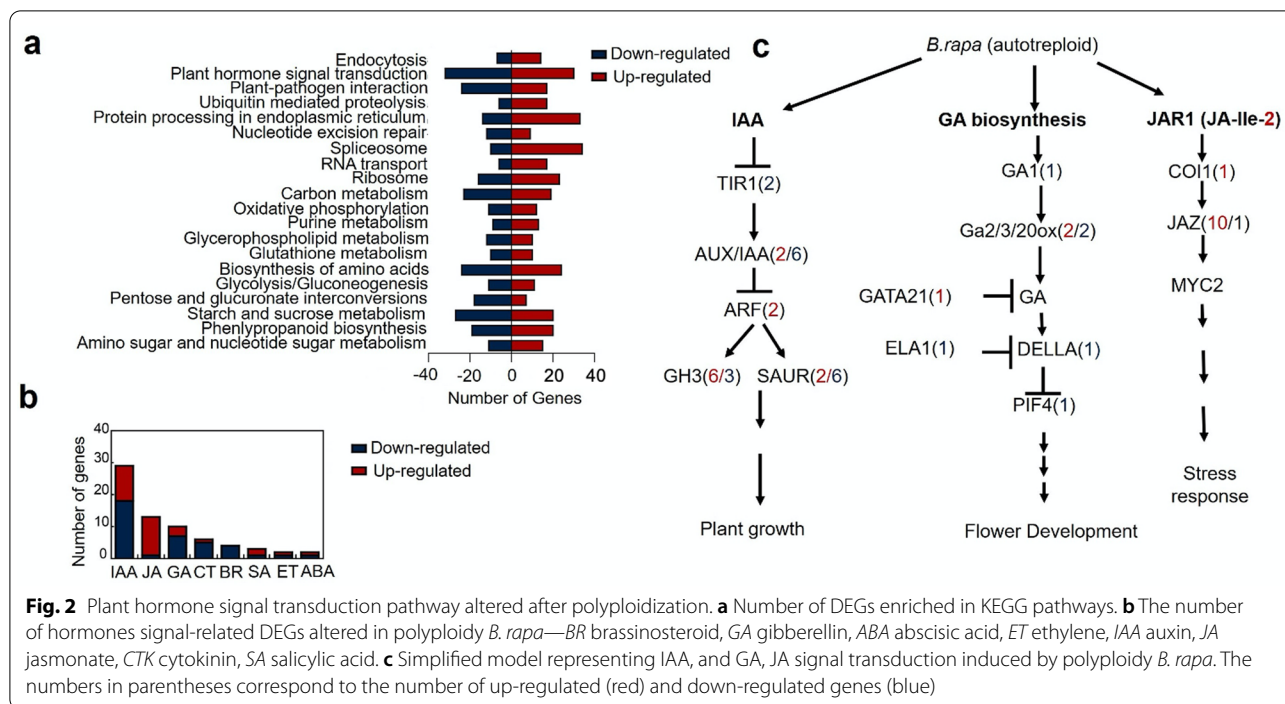 a
Down-regulated
Up-regulated
Endocytosis
Plant hormone signal transduction
Plant-pathogen interaction
Ubiquitin mediated proteolysis
Protein processing in endoplasmic reticulum
Nucleotide excision repair
Spliceosome
RNA transport
Ribosome
Carbon metabolism
Oxidative phosphorylation
Purine metabolism
Glycerophospholipid metabolism
Glutathione metabolism
Biosynthesis of amino acids
Glycolysis/Gluconeogenesis
Pentose and glucuronate interconversions
Starch and sucrose metabolism
Phenlypropanoid biosynthesis
Amino sugar and nucleotide sugar metabolism
-40 -20 0 20 40
Number of Genes
b
Number of genes
40
30
20
10
0
IAA JA GA CT BR SA ET ABA
Down-regulated
Up-regulated
c
B.rapa (autotreploid)
IAA
TIR1(2)
AUX/IAA(2/6)
ARF(2)
GH3(6/3) SAUR(2/6)
Plant growth
GA biosynthesis
GA1(1)
Ga2/3/20ox(2/2)
GATA21(1) GA
ELA1(1) DELLA(1)
PIF4(1)
Flower Development
JAR1 (JA-Ile-2)
COI1(1)
JAZ(10/1)
MYC2
Stress
response
Fig. 2 Plant hormone signal transduction pathway altered after polyploidization. a Number of DEGs enriched in KEGG pathways. b The number
of hormones signal-related DEGs altered in polyploidy B. rapa—BR brassinosteroid, GA gibberellin, ABA abscisic acid, ET ethylene, IAA auxin, JA
jasmonate, CTK cytokinin, SA salicylic acid. c Simplified model representing IAA, and GA, JA signal transduction induced by polyploidy B. rapa. The
numbers in parentheses correspond to the number of up-regulated (red) and down-regulated genes (blue)